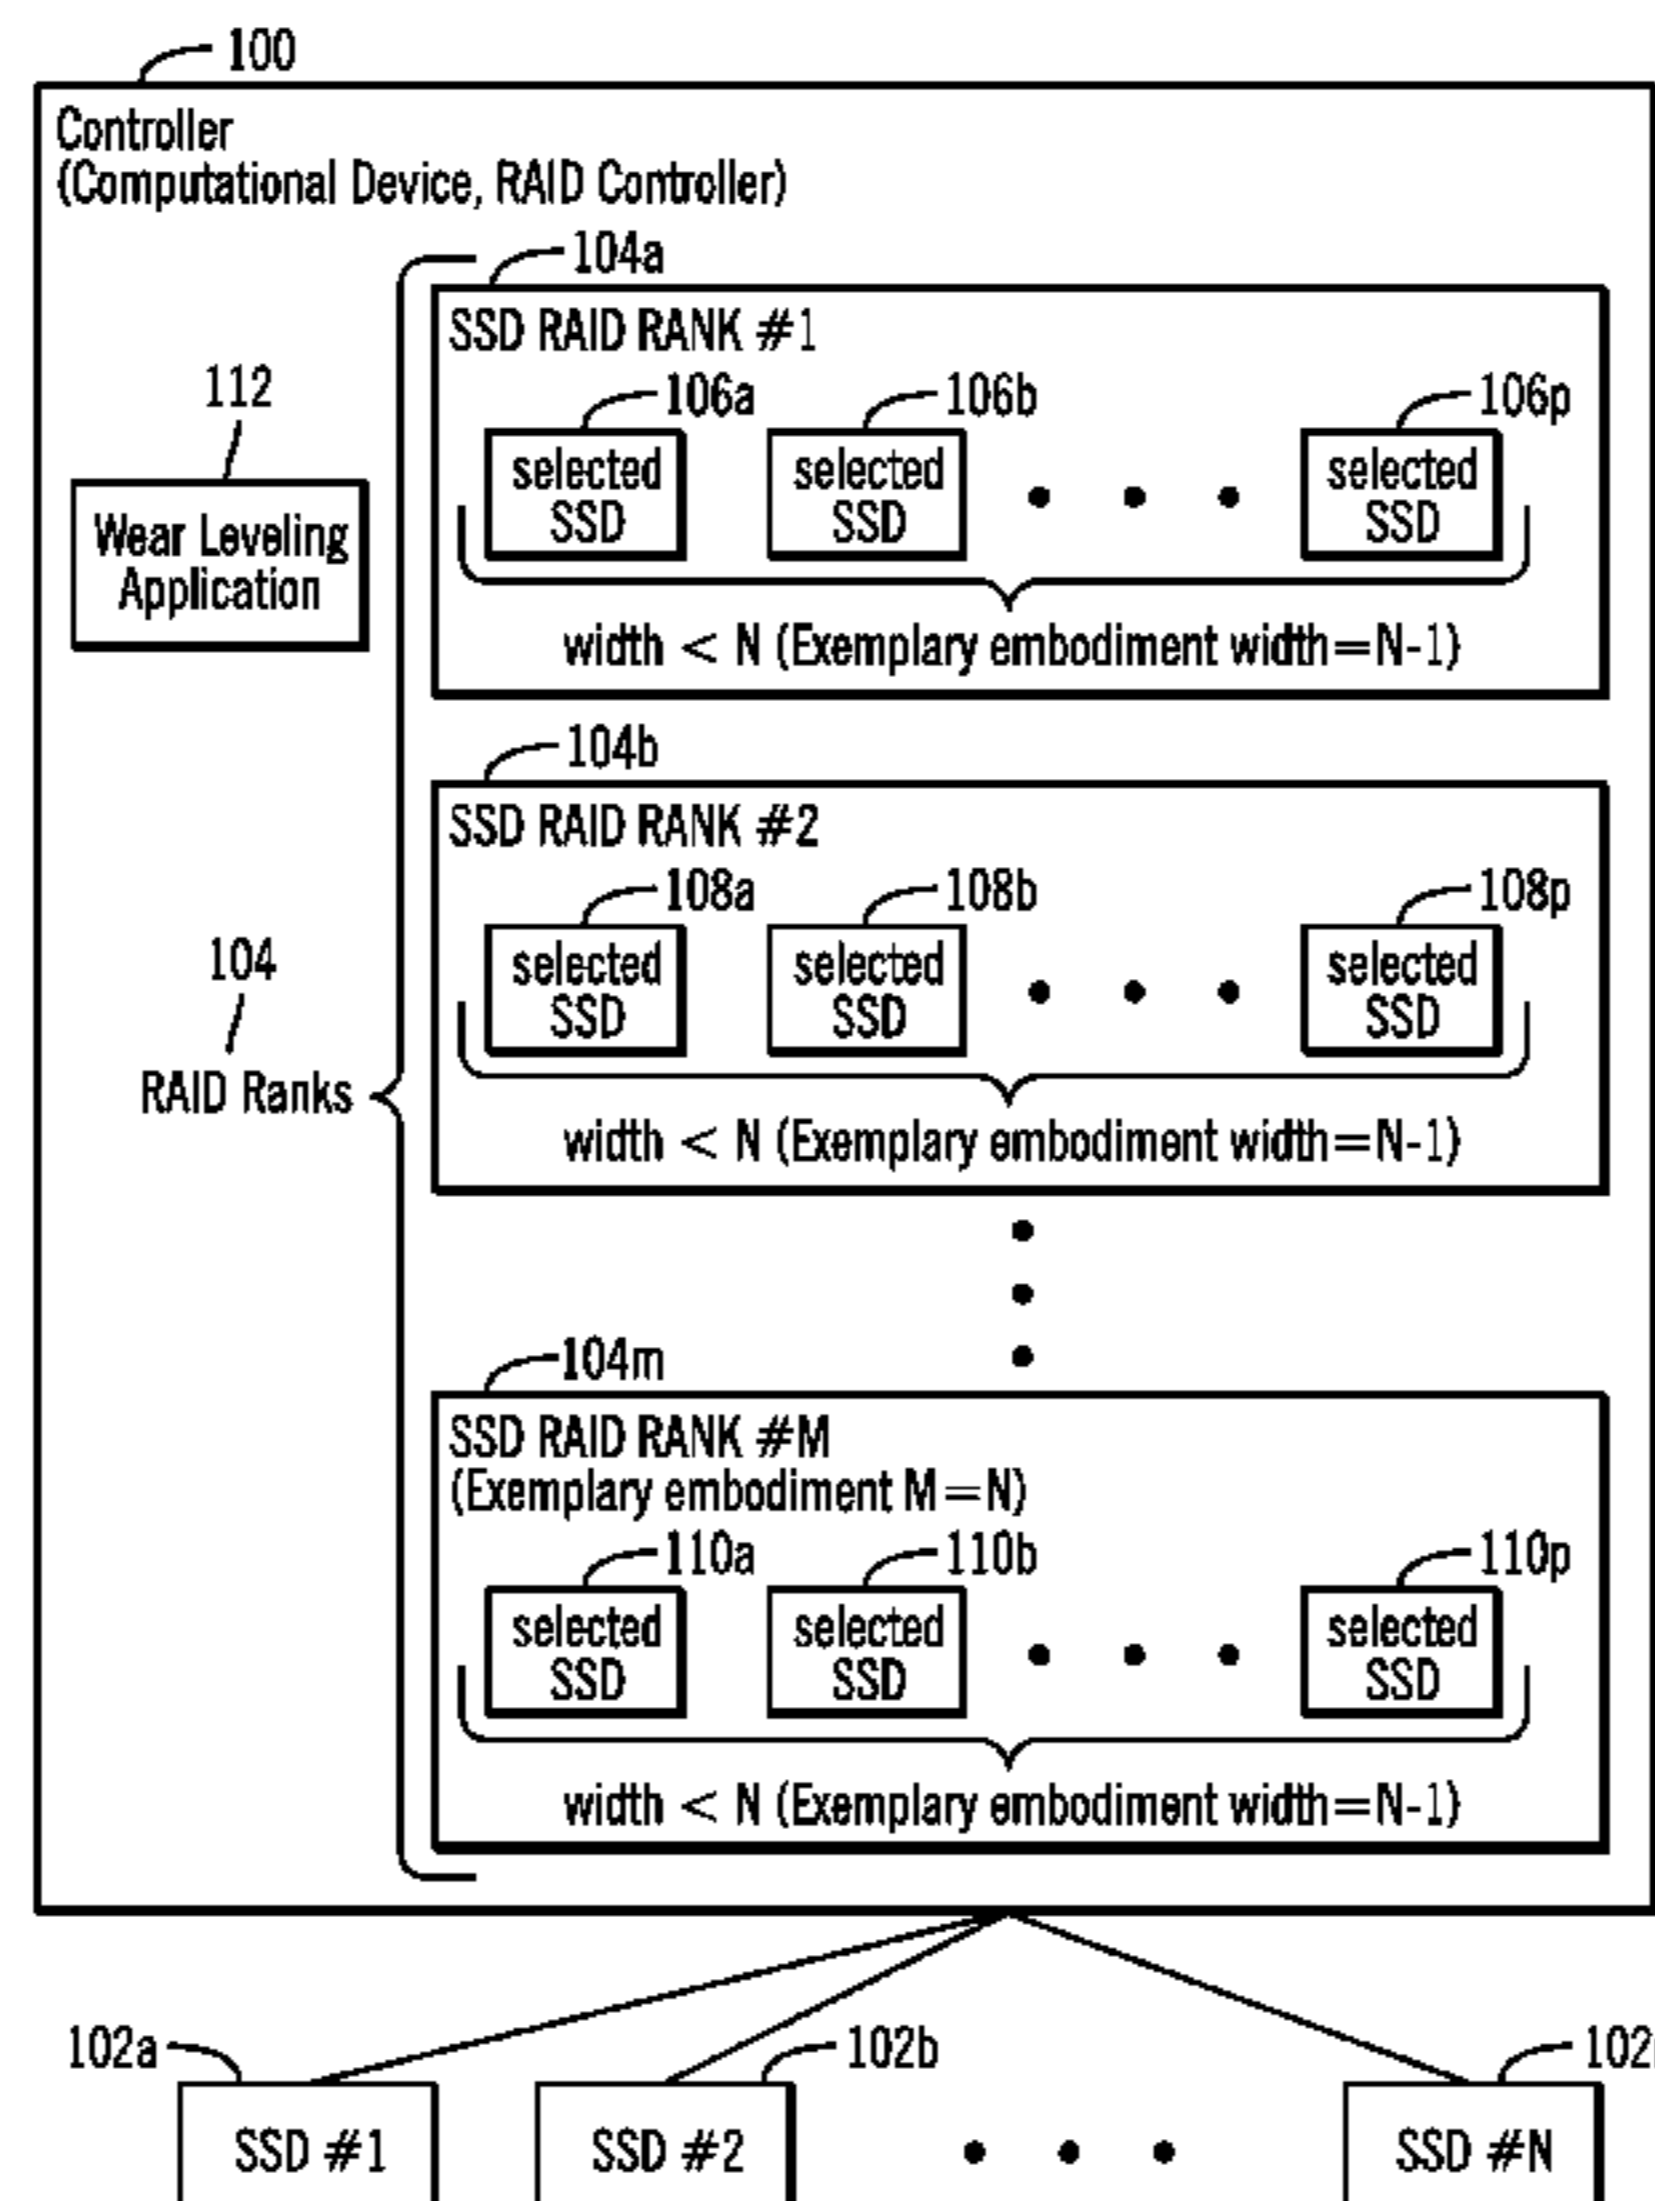 100
Controller
(Computational Device, RAID Controller)
104a
SSD RAID RANK #1
112
106a
106b
106p
selected
SSD
selected
SSD
selected
SSD
Wear Leveling
Application
width < N (Exemplary embodiment width=N-1)
104b
SSD RAID RANK #2
108a
108b
108p
selected
SSD
selected
SSD
selected
SSD
104
RAID Ranks
width < N (Exemplary embodiment width=N-1)
104m
SSD RAID RANK #M
(Exemplary embodiment M=N)
110a
110b
110p
selected
SSD
selected
SSD
selected
SSD
width < N (Exemplary embodiment width=N-1)
102a
102b
SSD #1
SSD #2
SSD #N